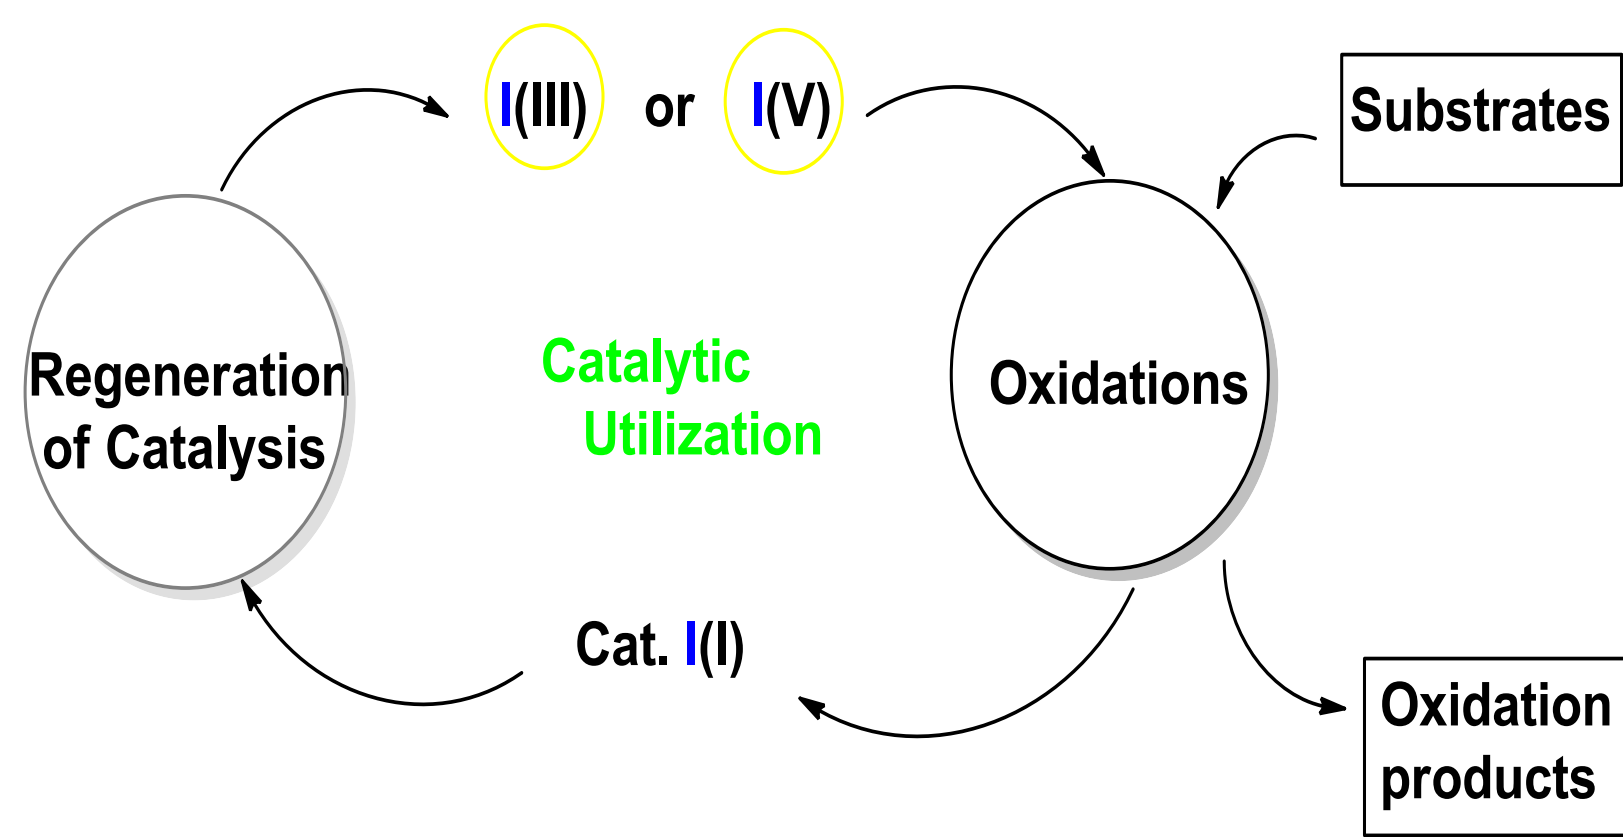 I(III) or I(V)
Substrates
Regeneration
of Catalysis
Catalytic
Utilization
Oxidations
Cat. I(I)
Oxidation
products